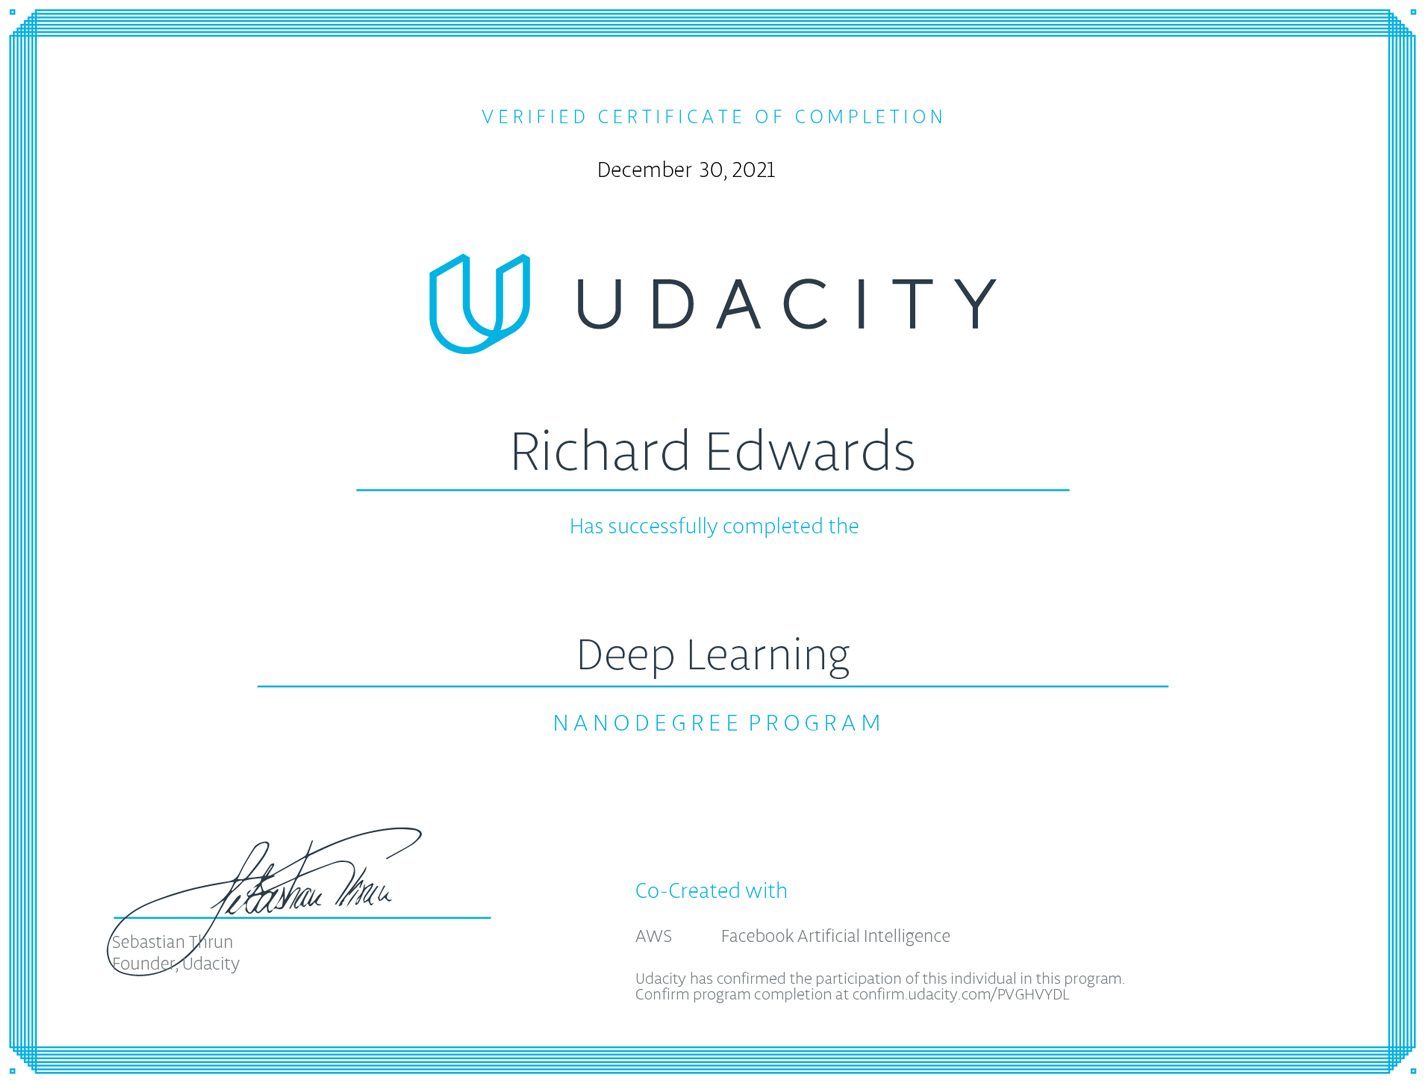 VERIFIED CERTIFICATE OF COMPLETION
December 30, 2021
UDACITY
Richard Edwards
Has successfully completed the
Deep Learning
NANODEGREE PROGRAM
Sebastian Thrun
Sebastian Thrun
Founder, Udacity
Co-Created with
AWS Facebook Artificial Intelligence
Udacity has confirmed the participation of this individual in this program.
Confirm program completion at confirm.udacity.com/PVGHVYDL